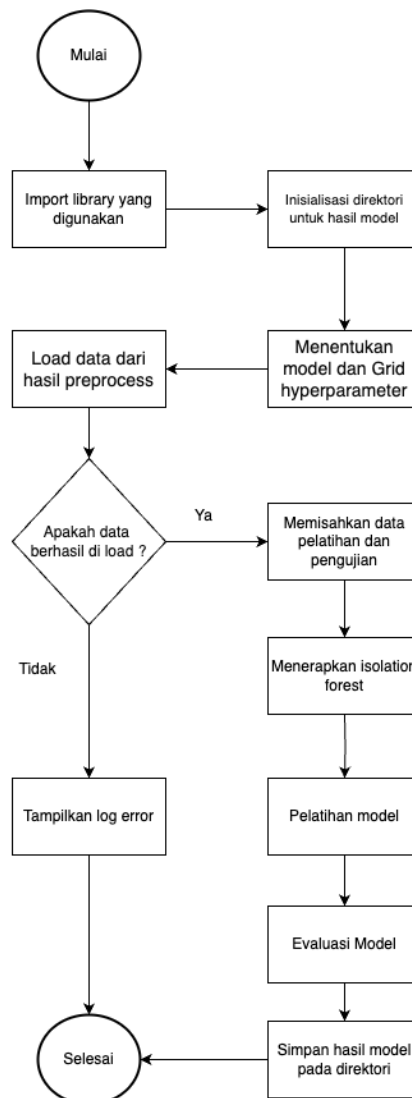 Mulai
Import library yang
digunakan
Inisialisasi direktori
untuk hasil model
Menentukan
model dan Grid
hyperparameter
Load data dari
hasil preprocess
Apakah data
berhasil di load ?
Ya
Memisahkan data
pelatihan dan
pengujian
Menerapkan isolation
forest
Tidak
Tampilkan log error
Pelatihan model
Evaluasi Model
Simpan hasil model
pada direktori
Selesai